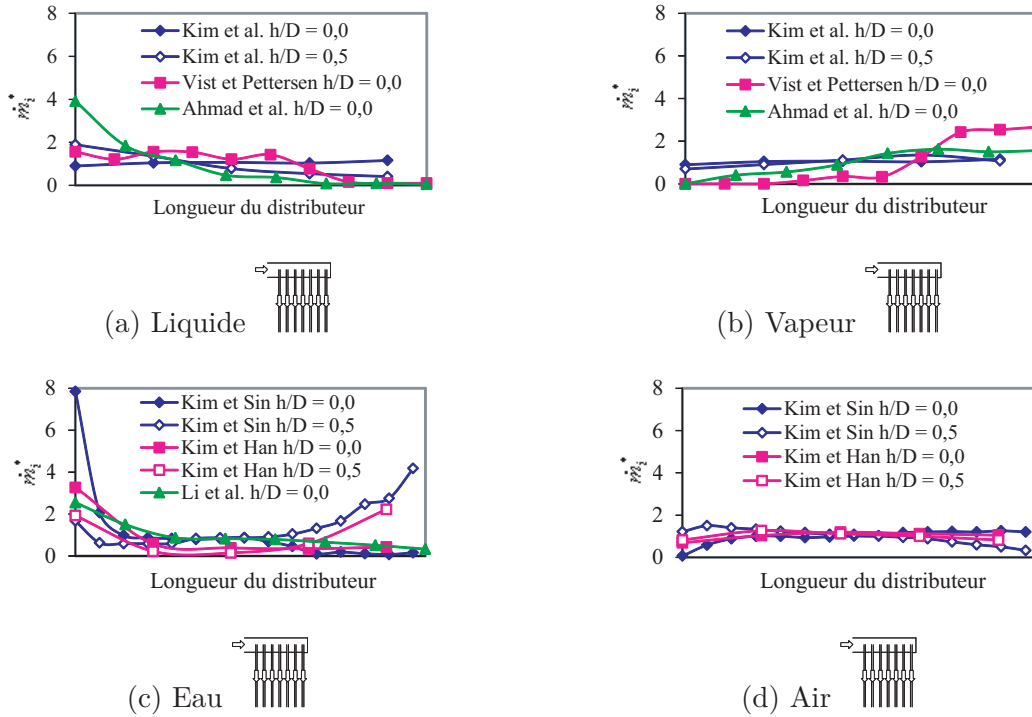 8
6
4
2
0
ṁᵢ*
Kim et al. h/D = 0,0
Kim et al. h/D = 0,5
Vist et Pettersen h/D = 0,0
Ahmad et al. h/D = 0,0
Longueur du distributeur
(a) Liquide
8
6
4
2
0
ṁᵢ*
Kim et al. h/D = 0,0
Kim et al. h/D = 0,5
Vist et Pettersen h/D = 0,0
Ahmad et al. h/D = 0,0
Longueur du distributeur
(b) Vapeur
8
6
4
2
0
ṁᵢ*
Kim et Sin h/D = 0,0
Kim et Sin h/D = 0,5
Kim et Han h/D = 0,0
Kim et Han h/D = 0,5
Li et al. h/D = 0,0
Longueur du distributeur
(c) Eau
8
6
4
2
0
ṁᵢ*
Kim et Sin h/D = 0,0
Kim et Sin h/D = 0,5
Kim et Han h/D = 0,0
Kim et Han h/D = 0,5
Longueur du distributeur
(d) Air